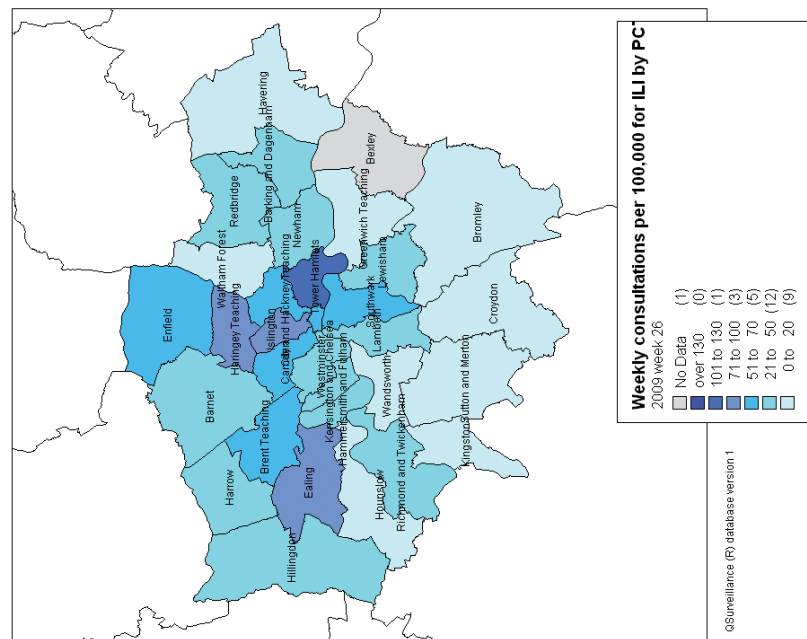 Enfield
Waltham Forest
Haringey Teaching
Redbridge
Havering
Barking and Dagenham
Barnet
Islington
City and Hackney Teaching
Camden
Newham
Tower Hamlets
Harrow
Brent Teaching
Westminster
Kensington and Chelsea
Hammersmith and Fulham
Ealing
Hillingdon
Southwark
Lambeth
Lewisham
Greenwich Teaching
Bexley
Wandsworth
Hounslow
Richmond and Twickenham
Kingston
Sutton and Merton
Croydon
Bromley
Weekly consultations per 100,000 for ILI by PCT
2009 week 26
No Data (1)
over 130 (0)
101 to 130 (1)
71 to 100 (3)
51 to 70 (5)
21 to 50 (12)
0 to 20 (9)
QSurveillance (R) database version 1